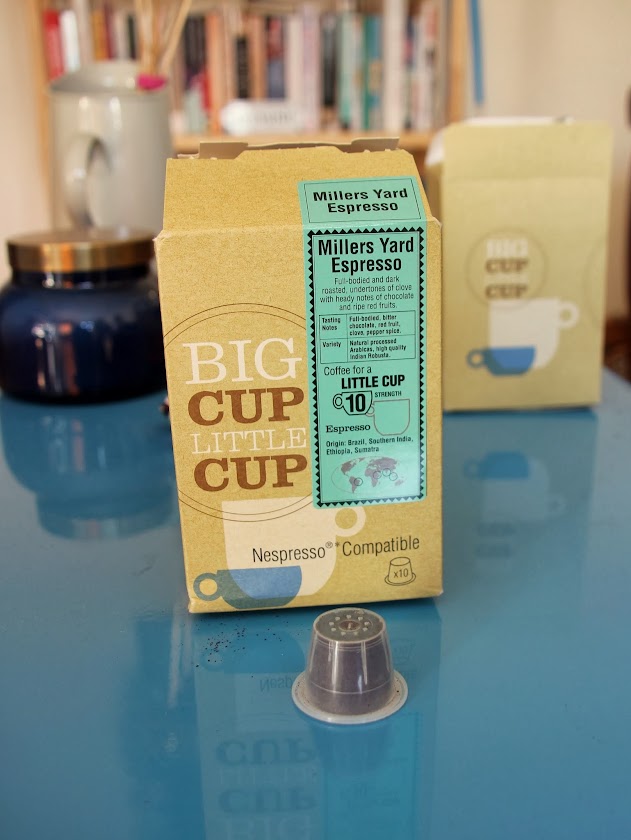 Millers Yard
Espresso
Millers Yard
Espresso
Full-bodied and dark
roasted, undertones of clove
with heady notes of chocolate
and ripe red fruits.
Tasting
Notes
Full-bodied, bitter
chocolate, red fruit,
clove, pepper spice.
Variety
Natural processed
Arabicas, high quality
Indian Robusta.
Coffee for a
LITTLE CUP
10 STRENGTH
Espresso
Origin: Brazil, Southern India,
Ethiopia, Sumatra
BIG
CUP
LITTLE
CUP
Nespresso®* Compatible
x10
BIG
CUP
CUP